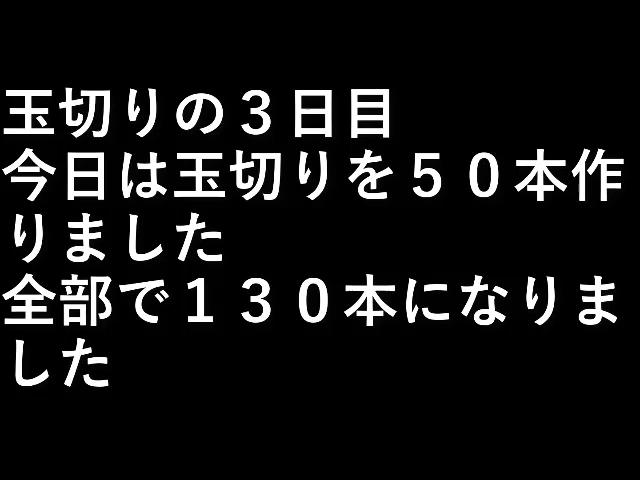 玉切りの３日目
今日は玉切りを５０本作
りました
全部で１３０本になりま
した